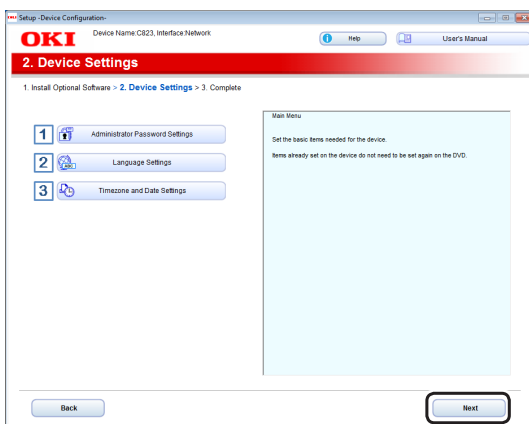 OKI Setup -Device Configuration-
OKI
Device Name:C823, Interface:Network
Help
User's Manual
2. Device Settings
1. Install Optional Software > 2. Device Settings > 3. Complete
1 Administrator Password Settings
2 Language Settings
3 Timezone and Date Settings
Main Menu
Set the basic items needed for the device.
Items already set on the device do not need to be set again on the DVD.
Back
Next